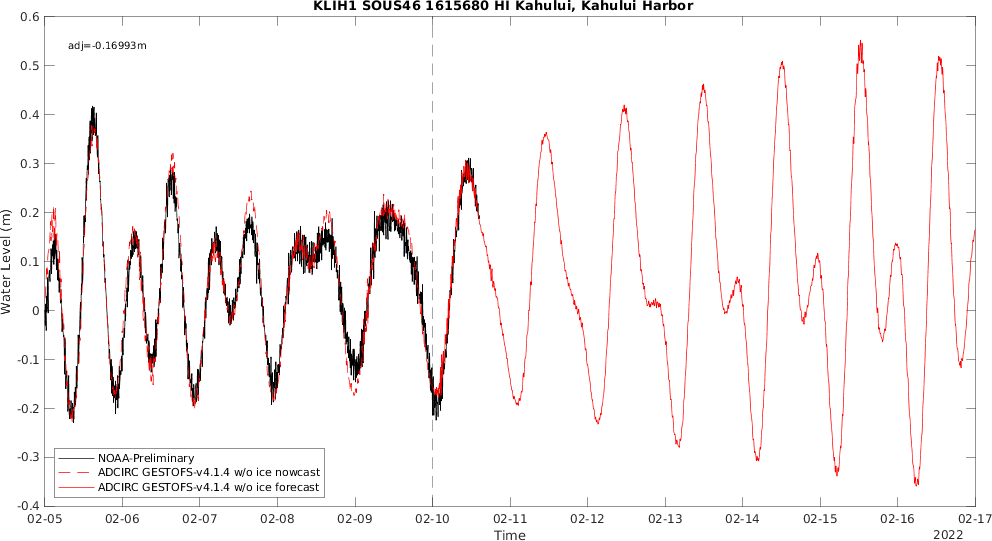 KLIH1 SOUS46 1615680 HI Kahului, Kahului Harbor
adj=-0.16993m
0.6
0.5
0.4
0.3
0.2
0.1
0
-0.1
-0.2
-0.3
-0.4
Water Level (m)
NOAA-Preliminary
ADCIRC GESTOFS-v4.1.4 w/o ice nowcast
ADCIRC GESTOFS-v4.1.4 w/o ice forecast
02-05 02-06 02-07 02-08 02-09 02-10 02-11 02-12 02-13 02-14 02-15 02-16 02-17
Time
2022